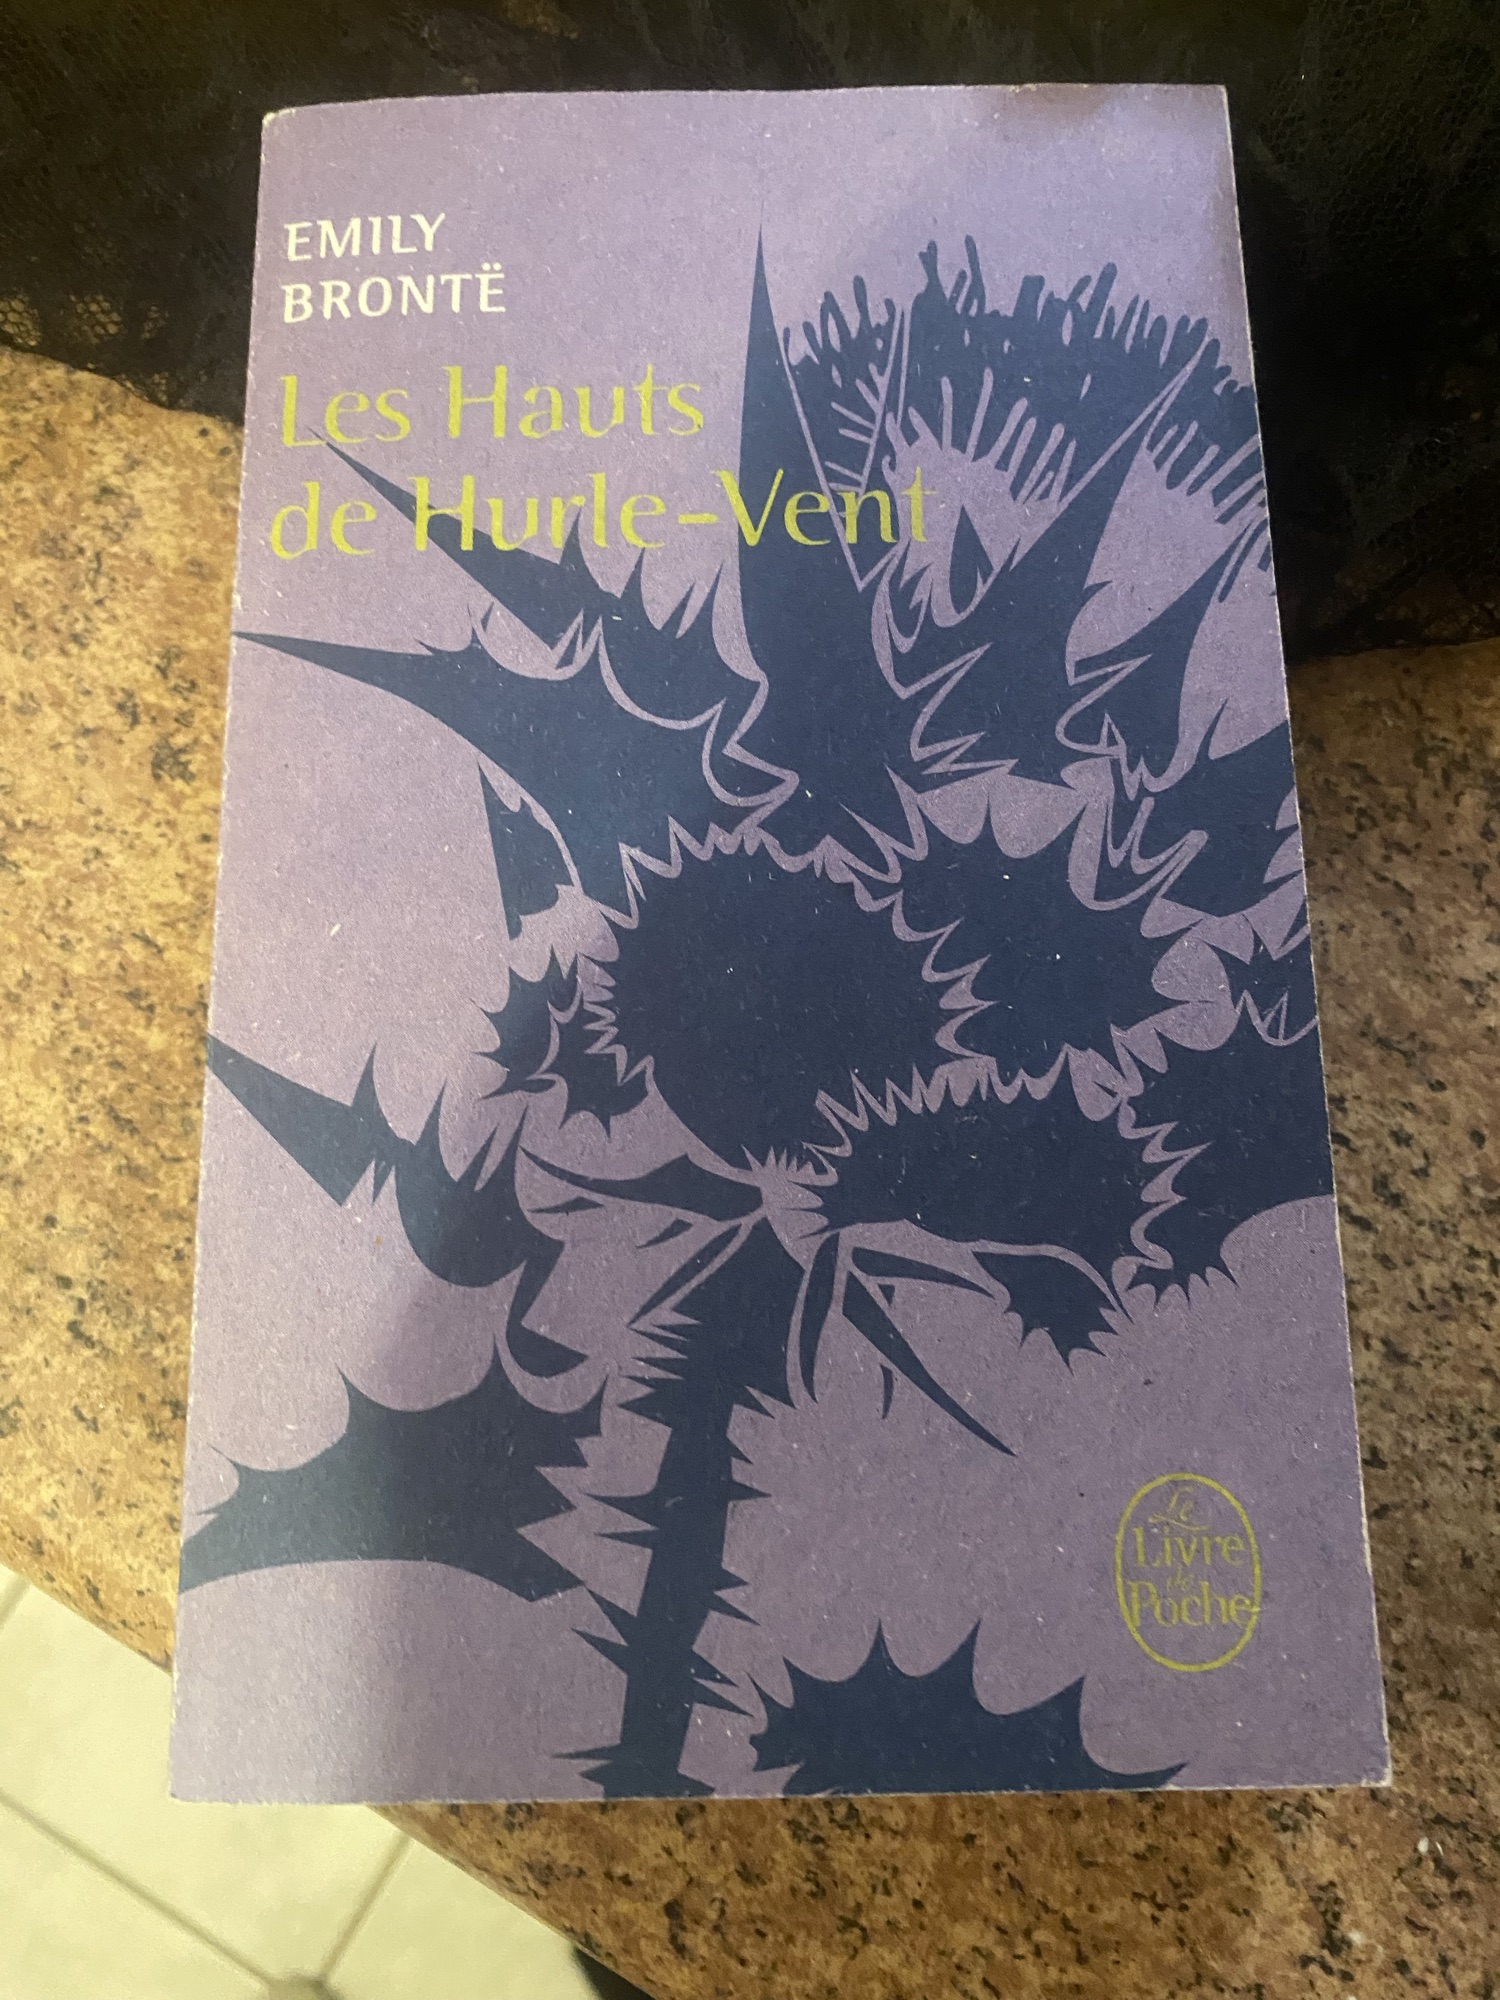 EMILY
BRONTË
Les Hauts
de Hurle-Vent
Le
Livre
de
Poche